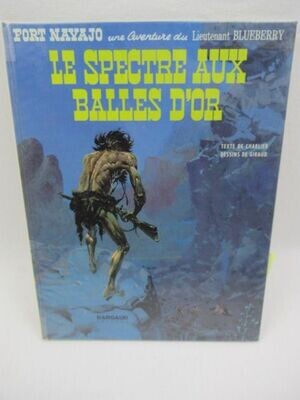 FORT NAVAJO une Aventure du Lieutenant BLUEBERRY
LE SPECTRE AUX
BALLES D'OR
TEXTE DE CHARLIER
DESSINS DE GIRAUD
DARGAUD